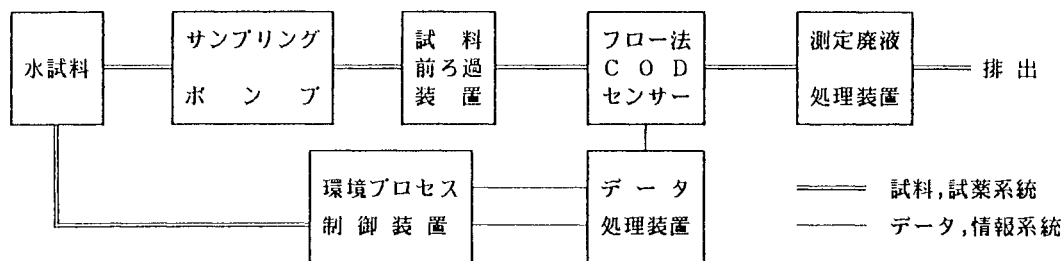 水試料
サンプリング
ポンプ
試料
前ろ過
装置
フロー法
COD
センサー
測定廃液
処理装置
排出
環境プロセス
制御装置
データ
処理装置
試料,試薬系統
データ,情報系統